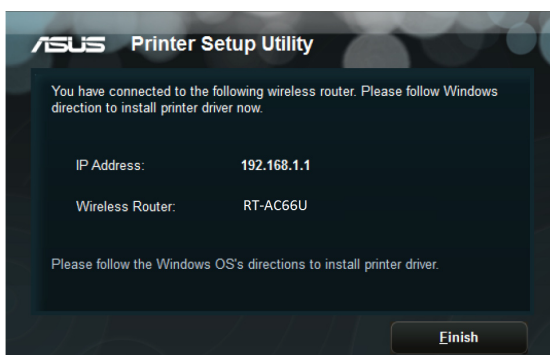 ASUS Printer Setup Utility
You have connected to the following wireless router. Please follow Windows
direction to install printer driver now.
IP Address: 192.168.1.1
Wireless Router: RT-AC66U
Please follow the Windows OS's directions to install printer driver.
Finish